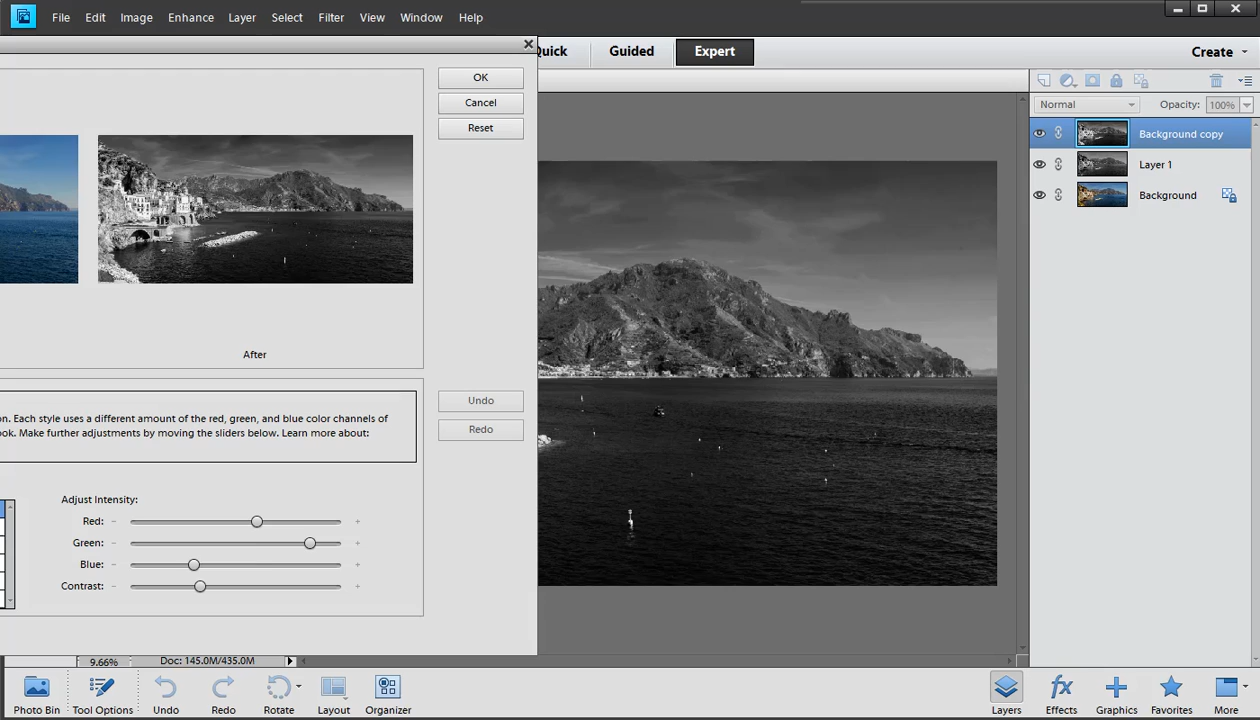 File Edit Image Enhance Layer Select Filter View Window Help
Quick Guided Expert Create
OK
Cancel
Reset
Normal Opacity: 100%
Background copy
Layer 1
Background
After
Undo
Redo
on. Each style uses a different amount of the red, green, and blue color channels of
ook. Make further adjustments by moving the sliders below. Learn more about:
Adjust Intensity:
Red:
Green:
Blue:
Contrast:
9.66% Doc: 145.0M/435.0M
Photo Bin Tool Options Undo Redo Rotate Layout Organizer Layers Effects Graphics Favorites More